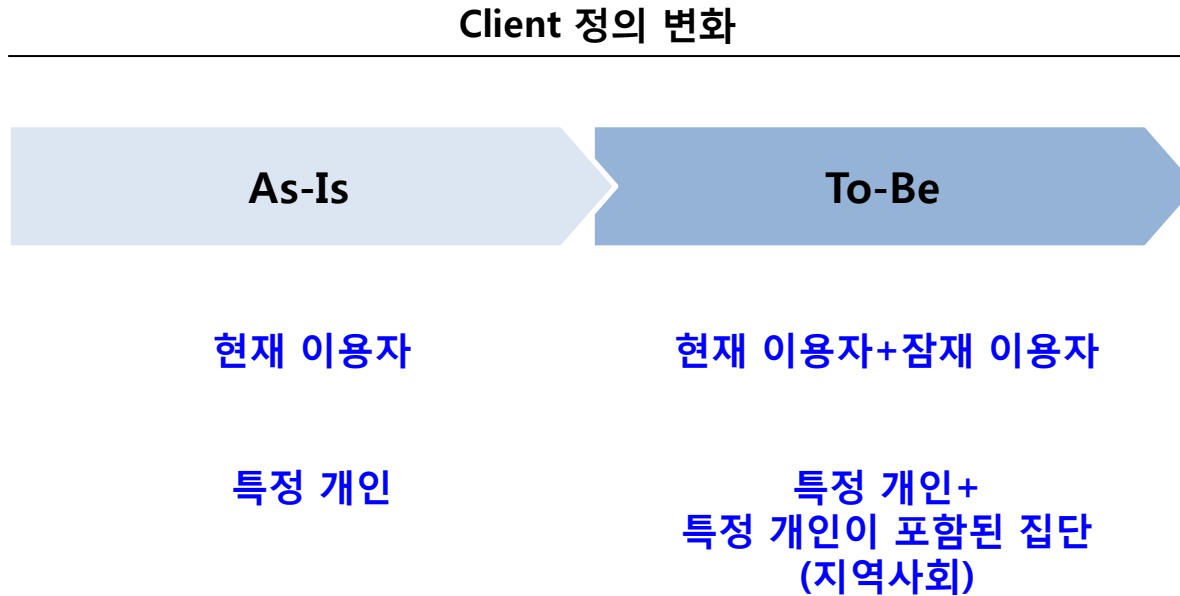 Client 정의 변화
As-Is
To-Be
현재 이용자
현재 이용자+잠재 이용자
특정 개인
특정 개인+
특정 개인이 포함된 집단
(지역사회)